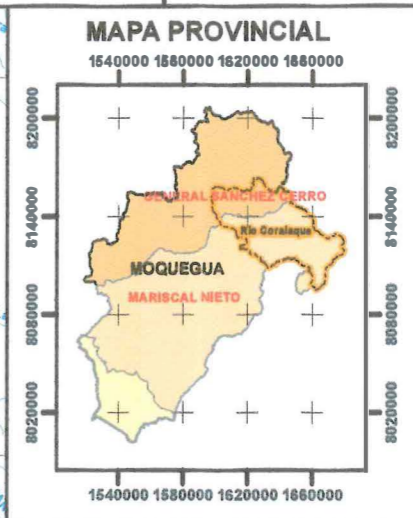 MAPA PROVINCIAL
1540000 1580000 1620000 1660000
8200000 8200000
GENERAL SANCHEZ CERRO
8140000 8140000
Río Coralaque
MOQUEGUA
MARISCAL NIETO
8080000 8080000
8020000 8020000
1540000 1580000 1620000 1660000